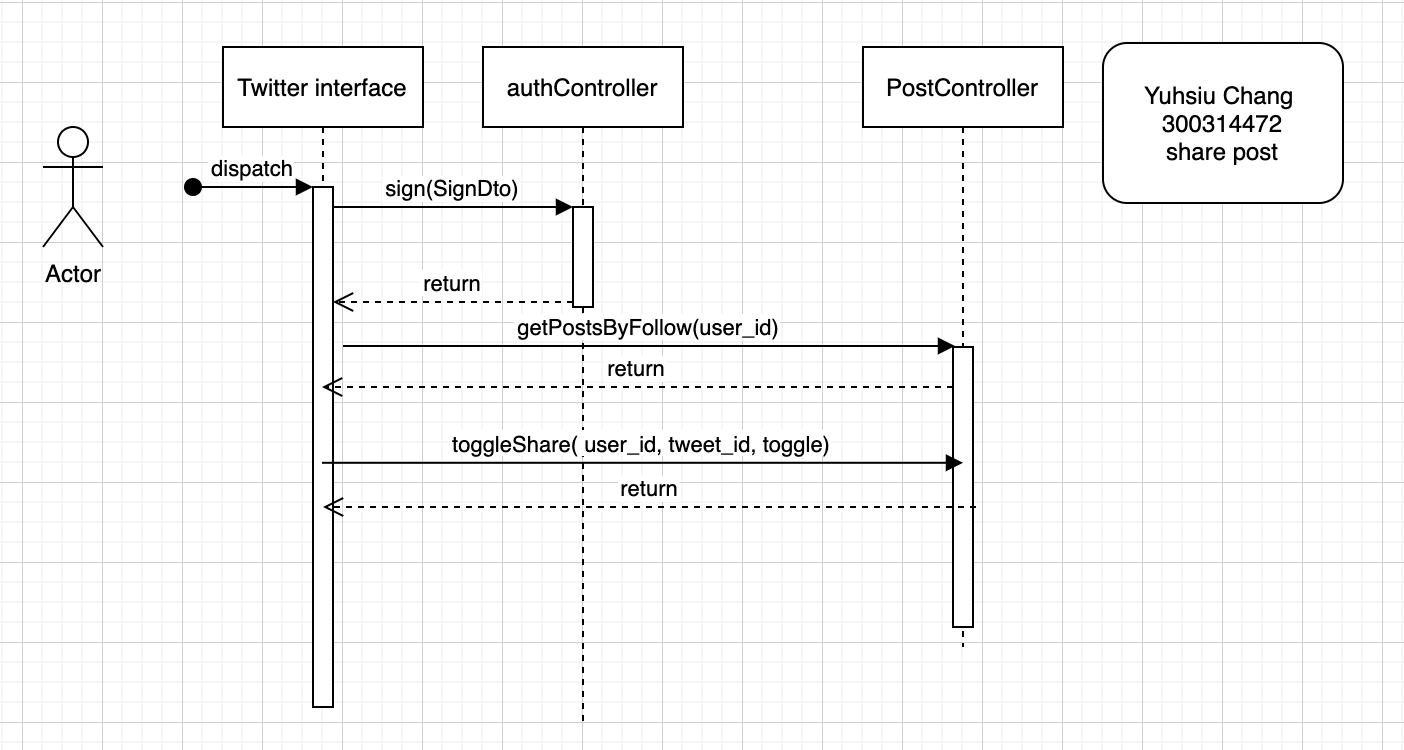 Twitter interface
authController
PostController
Yuhsiu Chang
300314472
share post
dispatch
sign(SignDto)
Actor
return
getPostsByFollow(user_id)
return
toggleShare( user_id, tweet_id, toggle)
return